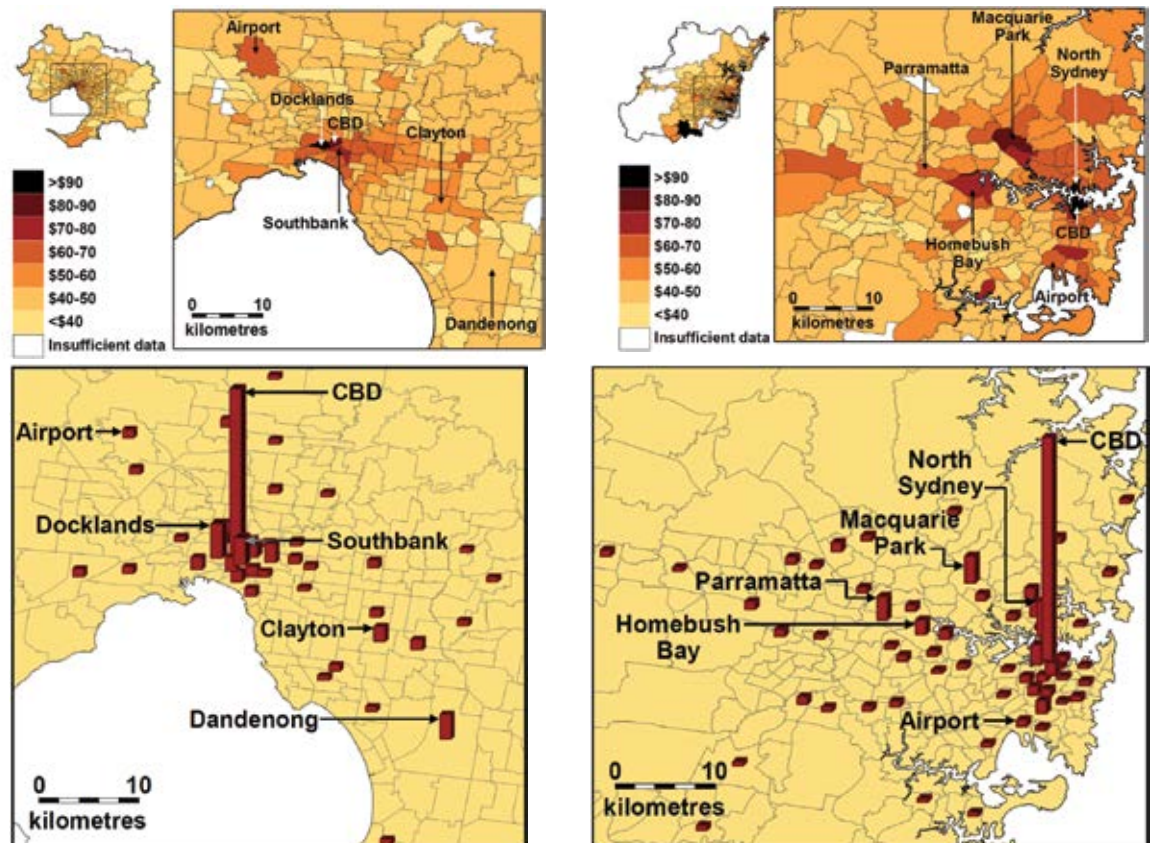 Airport
Docklands
CBD
Clayton
Southbank
Dandenong
0 10
kilometres
>$90
$80-90
$70-80
$60-70
$50-60
$40-50
<$40
Insufficient data
Macquarie
Park
North
Sydney
Parramatta
Homebush
Bay
CBD
Airport
0 10
kilometres
>$90
$80-90
$70-80
$60-70
$50-60
$40-50
<$40
Insufficient data
CBD
Airport
Docklands
Southbank
Clayton
Dandenong
0 10
kilometres
CBD
North
Sydney
Macquarie
Park
Parramatta
Homebush
Bay
Airport
0 10
kilometres